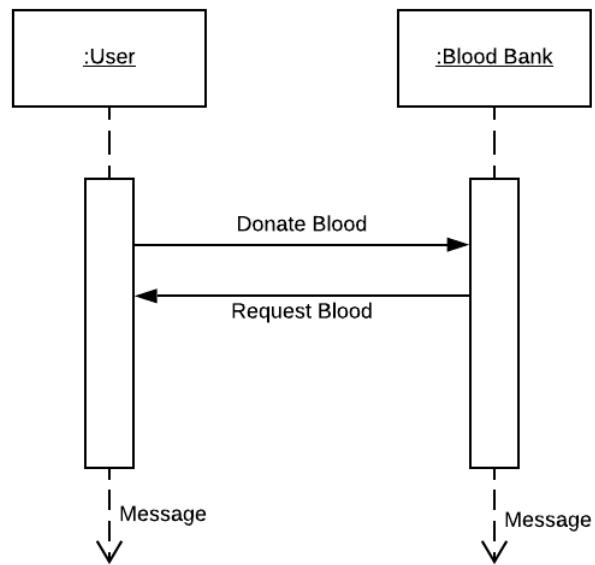 :User
:Blood Bank
Donate Blood
Request Blood
Message
Message